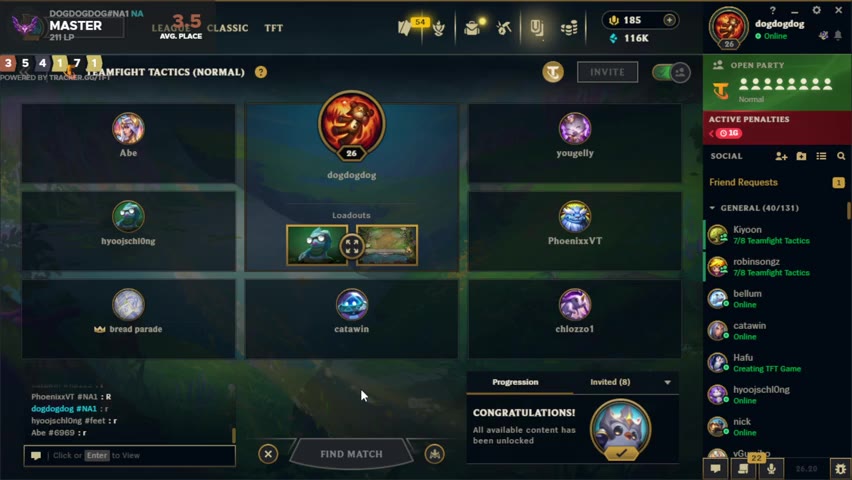 DOGDOGDOG#NA1 NA
MASTER
211 LP
3.5
AVG. PLACE
CLASSIC
TFT
54
185
116K
dogdogdog
Online
26
3 5 4 1 7 1
POWERED BY TRACKER.GG/TFT
TEAMFIGHT TACTICS (NORMAL)
INVITE
OPEN PARTY
Normal
ACTIVE PENALTIES
1G
SOCIAL
Friend Requests
1
GENERAL (40/131)
Kiyoon
7/8 Teamfight Tactics
robinsongz
7/8 Teamfight Tactics
bellum
Online
catawin
Online
Hafu
Creating TFT Game
hyoojschl0ng
Online
nick
Online
22
26.20
Abe
26
dogdogdog
yougelly
Loadouts
hyoojschl0ng
PhoenixxVT
bread parade
catawin
chlozzo1
PhoenixxVT #NA1 : R
dogdogdog #NA1 : r
hyoojschl0ng #feet : r
Abe #6969 : r
Click or Enter to View
FIND MATCH
Progression
Invited (8)
CONGRATULATIONS!
All available content has
been unlocked